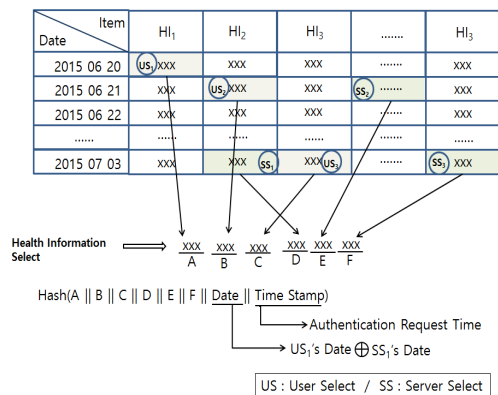 Item
Date
HI1 HI2 HI3 ....... HI3
2015 06 20 US1 XXX XXX XXX ....... XXX
2015 06 21 XXX US2 XXX XXX SS2 ....... XXX
2015 06 22 XXX XXX XXX ....... XXX
...... ...... ...... ...... ....... ......
2015 07 03 XXX XXX SS1 XXX US3 ....... SS3 XXX
Health Information
Select
XXX XXX XXX XXX XXX XXX
A B C D E F
Hash(A || B || C || D || E || F || Date || Time Stamp)
Authentication Request Time
US1's Date ⊕ SS1's Date
US : User Select / SS : Server Select